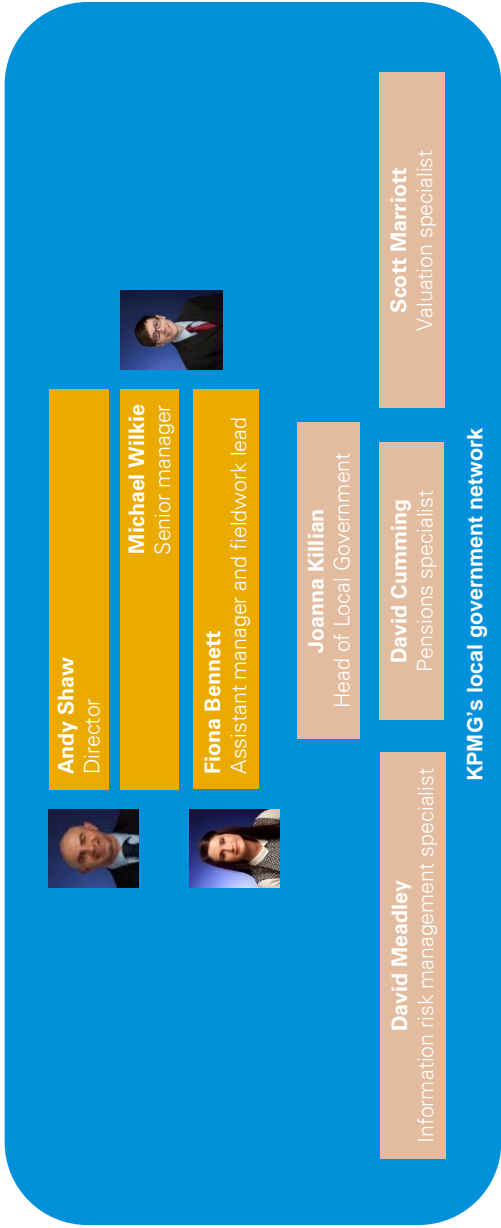 Andy Shaw
Director
Michael Wilkie
Senior manager
Fiona Bennett
Assistant manager and fieldwork lead
Joanna Killian
Head of Local Government
David Meadley
Information risk management specialist
David Cumming
Pensions specialist
Scott Marriott
Valuation specialist
KPMG's local government network